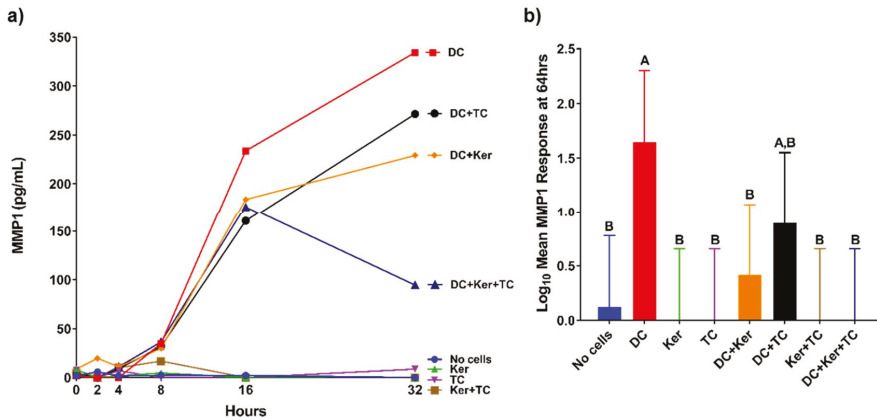 a)
MMP1 (pg/mL)
350
300
250
200
150
100
50
0
0 2 4 8 16 32
Hours
DC
DC+TC
DC+Ker
DC+Ker+TC
No cells
Ker
TC
Ker+TC
b)
Log10 Mean MMP1 Response at 64hrs
2.5
2.0
1.5
1.0
0.5
0.0
B A B B B A,B B B
No cells DC Ker TC DC+Ker DC+TC Ker+TC DC+Ker+TC